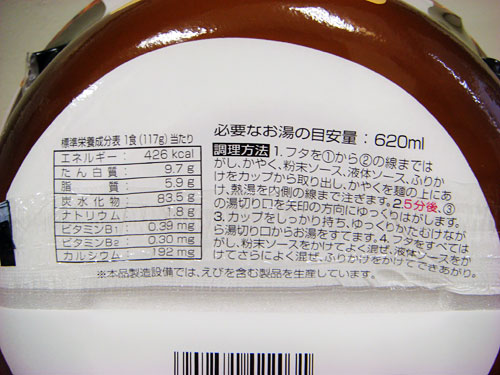 標準栄養成分表 1食(117g)当たり
エネルギー: 426 kcal
たん白質: 9.7 g
脂質: 5.9 g
炭水化物: 83.5 g
ナトリウム: 1.8 g
ビタミンB1: 0.39 mg
ビタミンB2: 0.30 mg
カルシウム: 192 mg
必要なお湯の目安量:620ml
調理方法 1.フタを①から②の線まではがし、かやく、粉末ソース、液体ソース、ふりかけをカップから取り出し、かやくを麺の上にあけ、熱湯を内側の線まで注ぎます。2.5分後、③の湯切り口を矢印の方向にゆっくりはがします。3.カップをしっかり持ち、ゆっくりかたむけながら湯切り口からお湯をすてます。4.フタをすべてはがし、粉末ソースをかけてよく混ぜ、液体ソースをかけてさらによく混ぜ、ふりかけをかけてできあがり。
※本品製造設備では、えびを含む製品を生産しています。